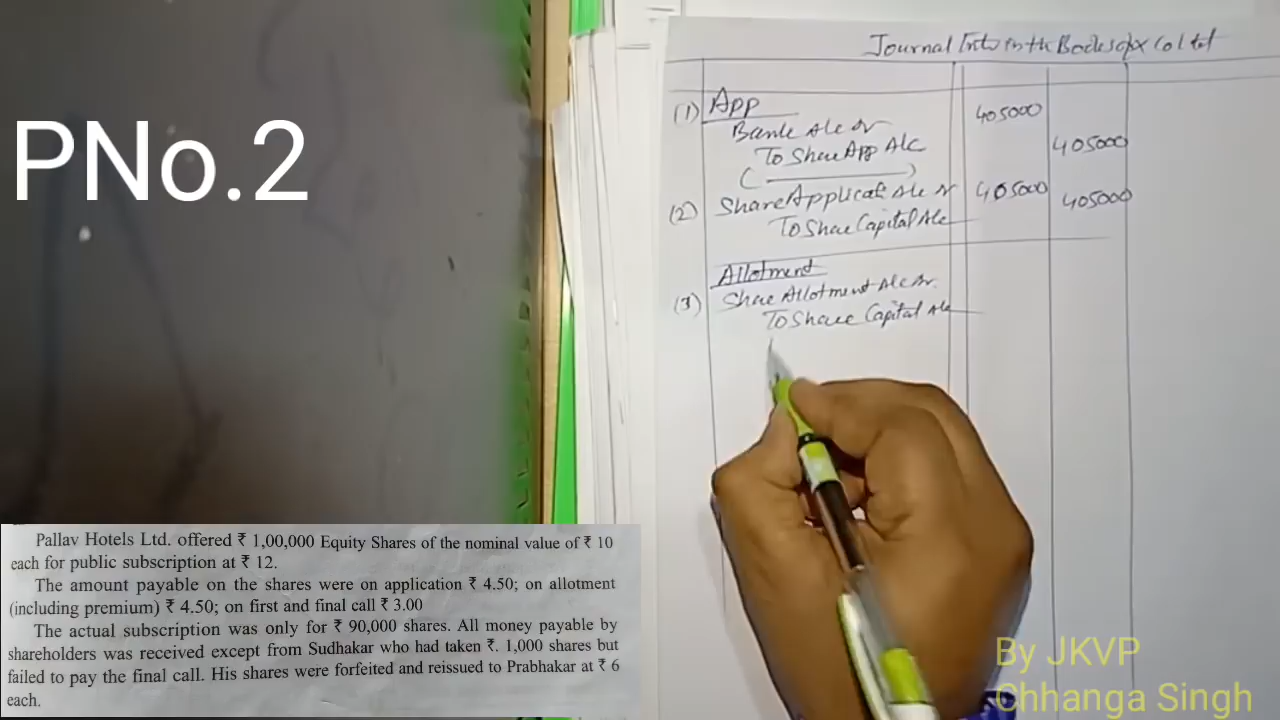 PNo.2
Journal in the Books of x Co Ltd
(1) App
Bank A/c Dr 405000
To Share App A/c 405000
(2) Share Applicat A/c Dr 405000 405000
To Share Capital A/c
Allotment
(3) Share Allotment A/c Dr.
To Share Capital A/c
Pallav Hotels Ltd. offered ₹ 1,00,000 Equity Shares of the nominal value of ₹ 10
each for public subscription at ₹ 12.
The amount payable on the shares were on application ₹ 4.50; on allotment
(including premium) ₹ 4.50; on first and final call ₹ 3.00
The actual subscription was only for ₹ 90,000 shares. All money payable by
shareholders was received except from Sudhakar who had taken ₹. 1,000 shares but
failed to pay the final call. His shares were forfeited and reissued to Prabhakar at ₹ 6
each.
By JKVP
Chhanga Singh